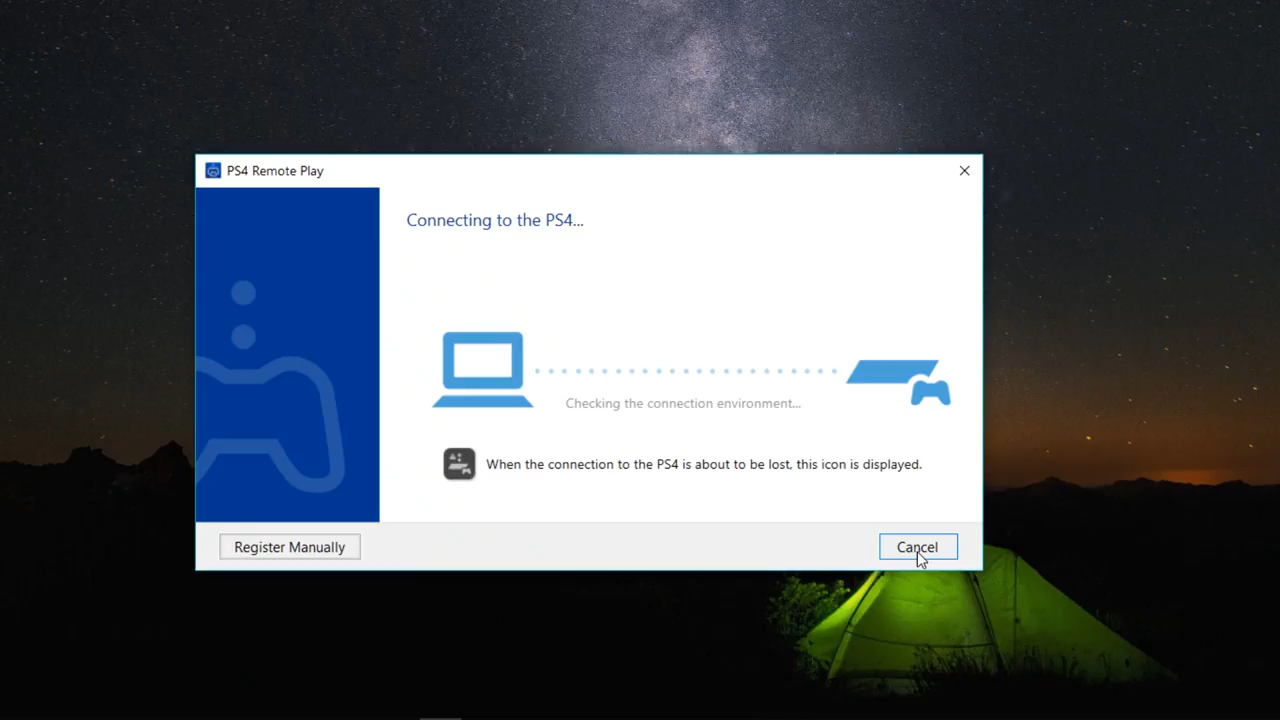 PS4 Remote Play
Connecting to the PS4...
Checking the connection environment...
When the connection to the PS4 is about to be lost, this icon is displayed.
Register Manually
Cancel